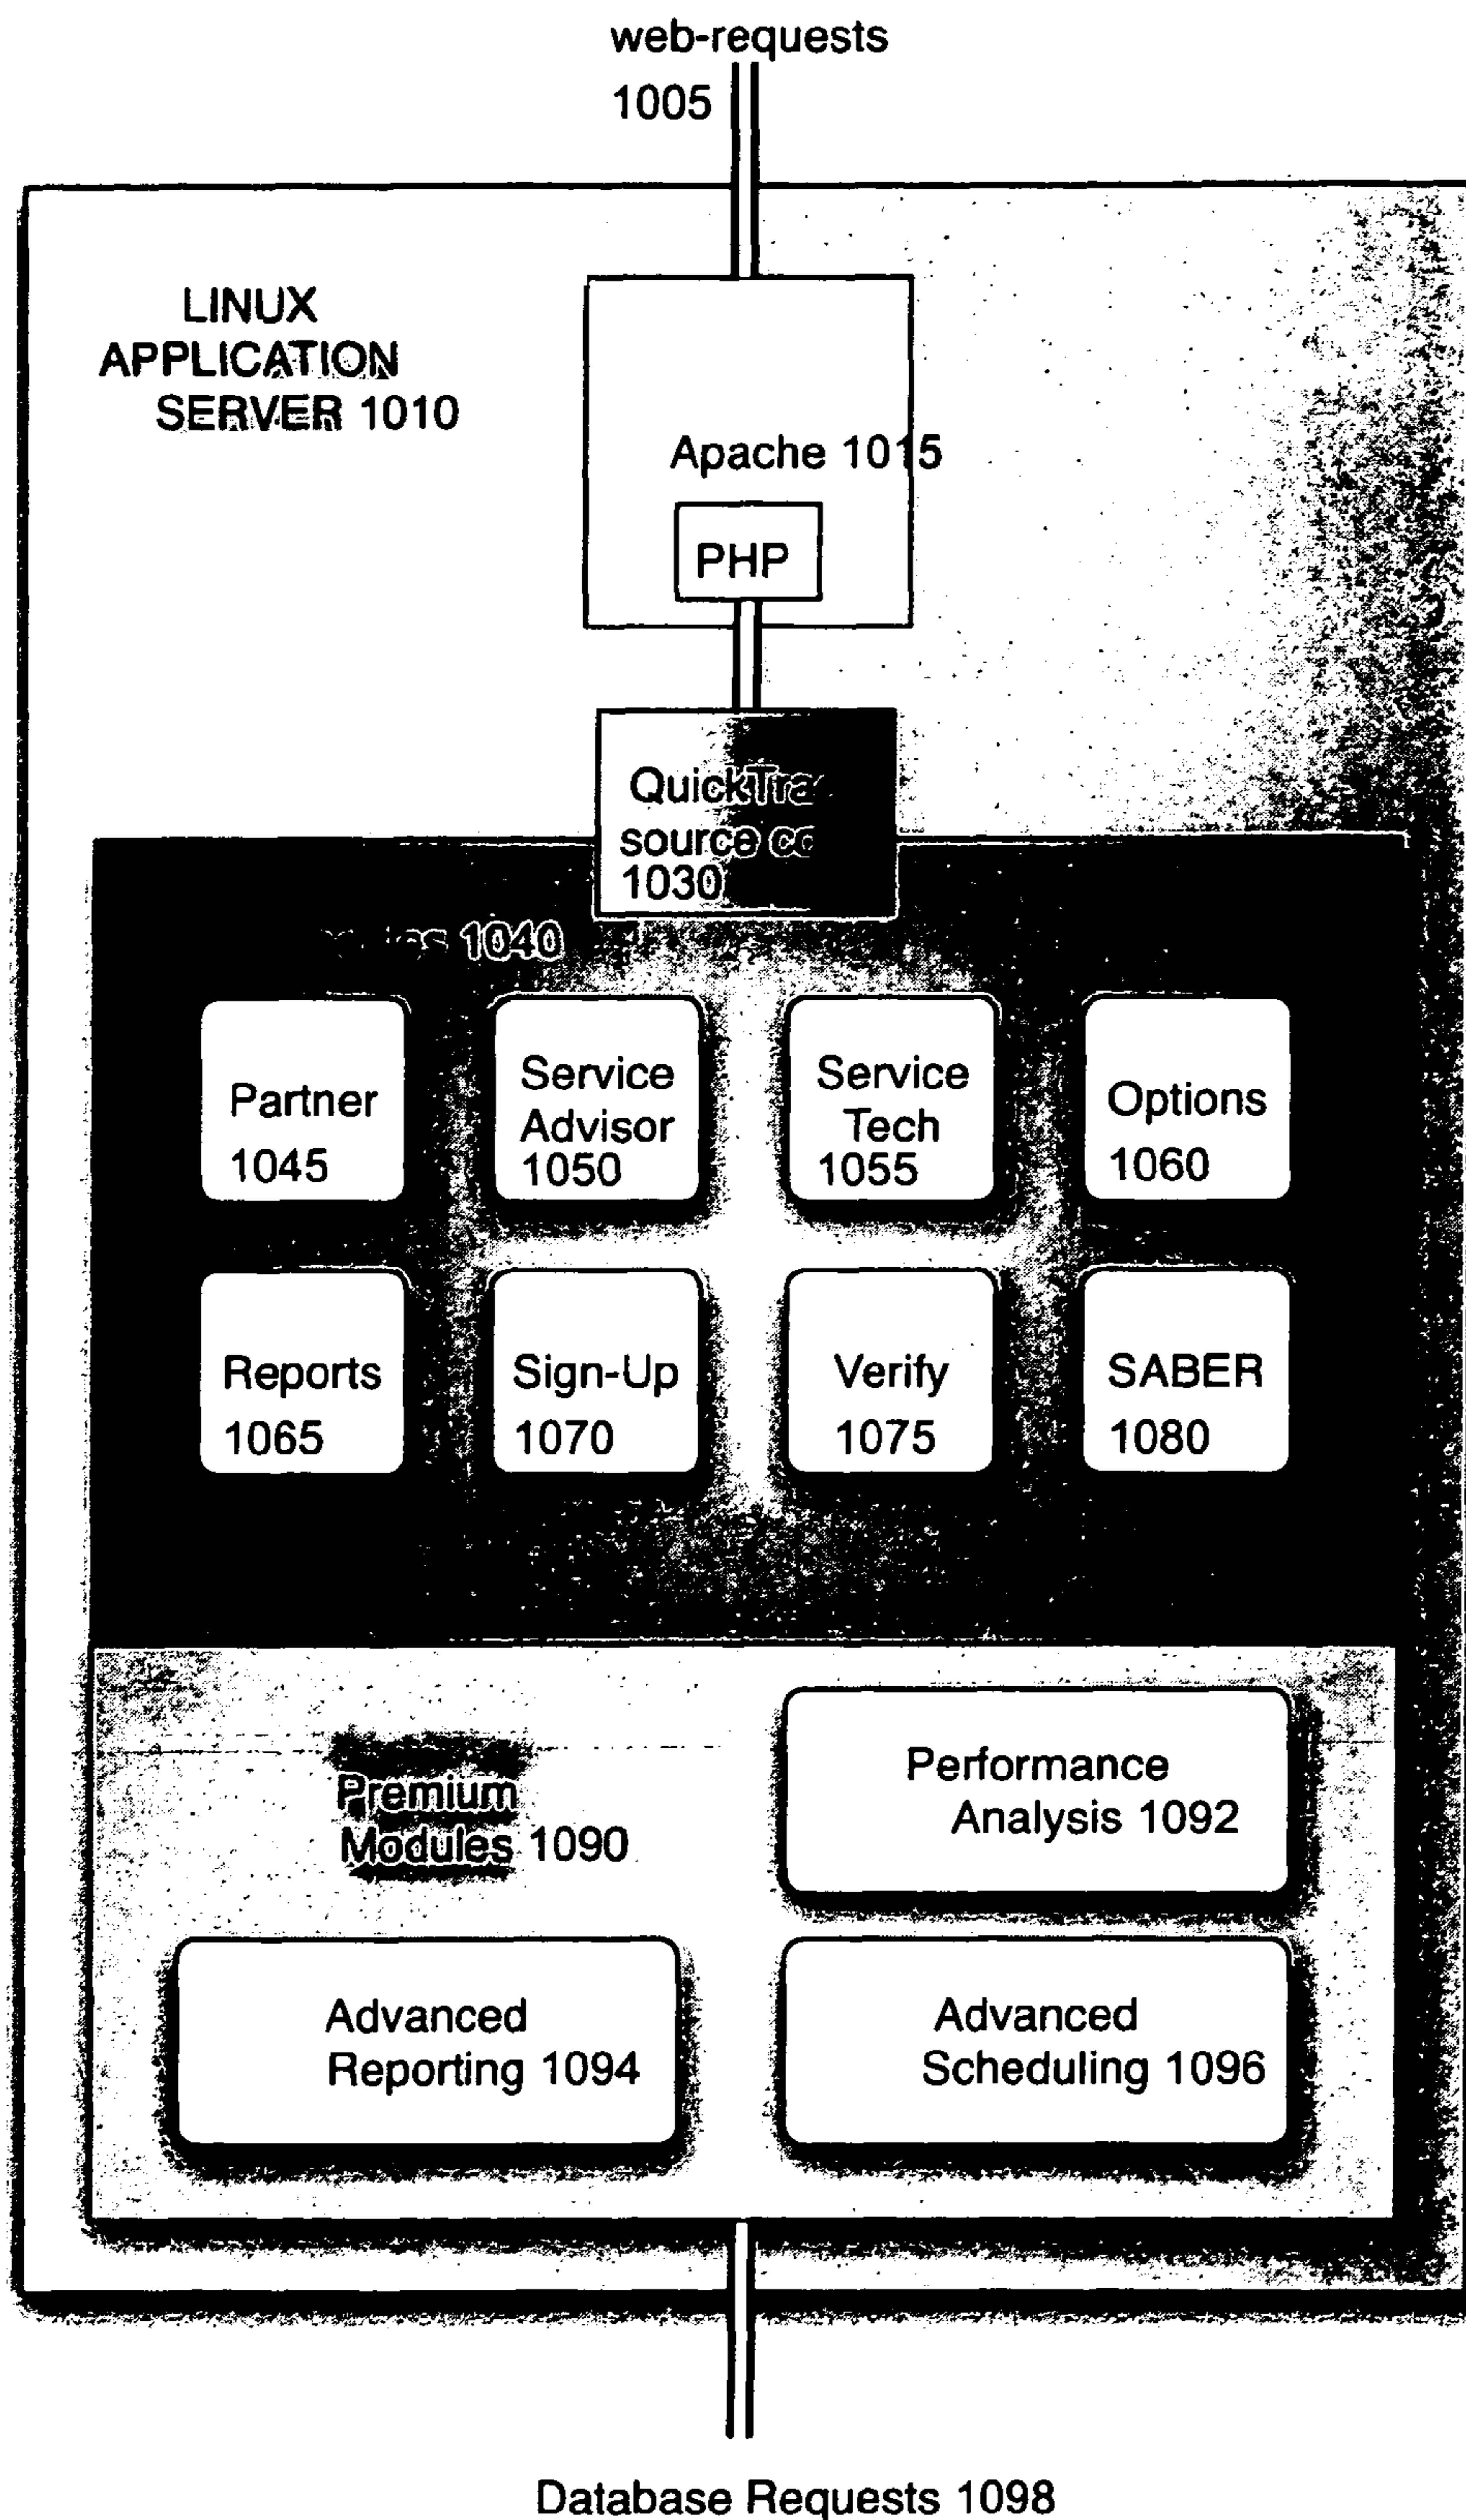 web-requests
1005
LINUX
APPLICATION
SERVER 1010
Apache 1015
PHP
source
1030
1040
Partner
1045
Service
Advisor
1050
Service
Tech
1055
Options
1060
Reports
1065
Sign-Up
1070
Verify
1075
SABER
1080
Premium
Modules 1090
Performance
Analysis 1092
Advanced
Reporting 1094
Advanced
Scheduling 1096
Database Requests 1098